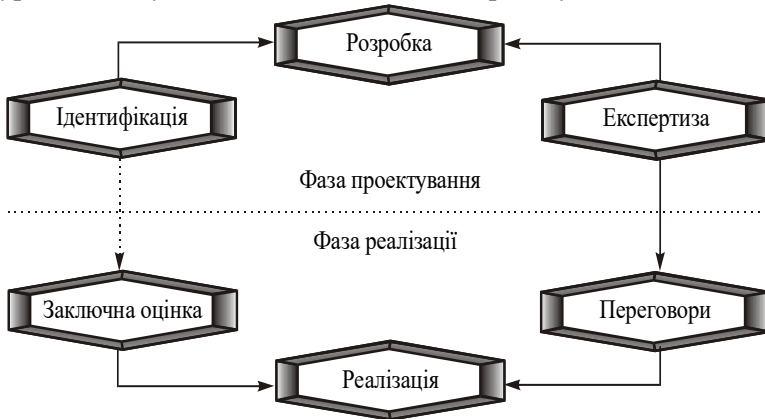 Розробка
Ідентифікація
Експертиза
Фаза проектування
Фаза реалізації
Заключна оцінка
Переговори
Реалізація